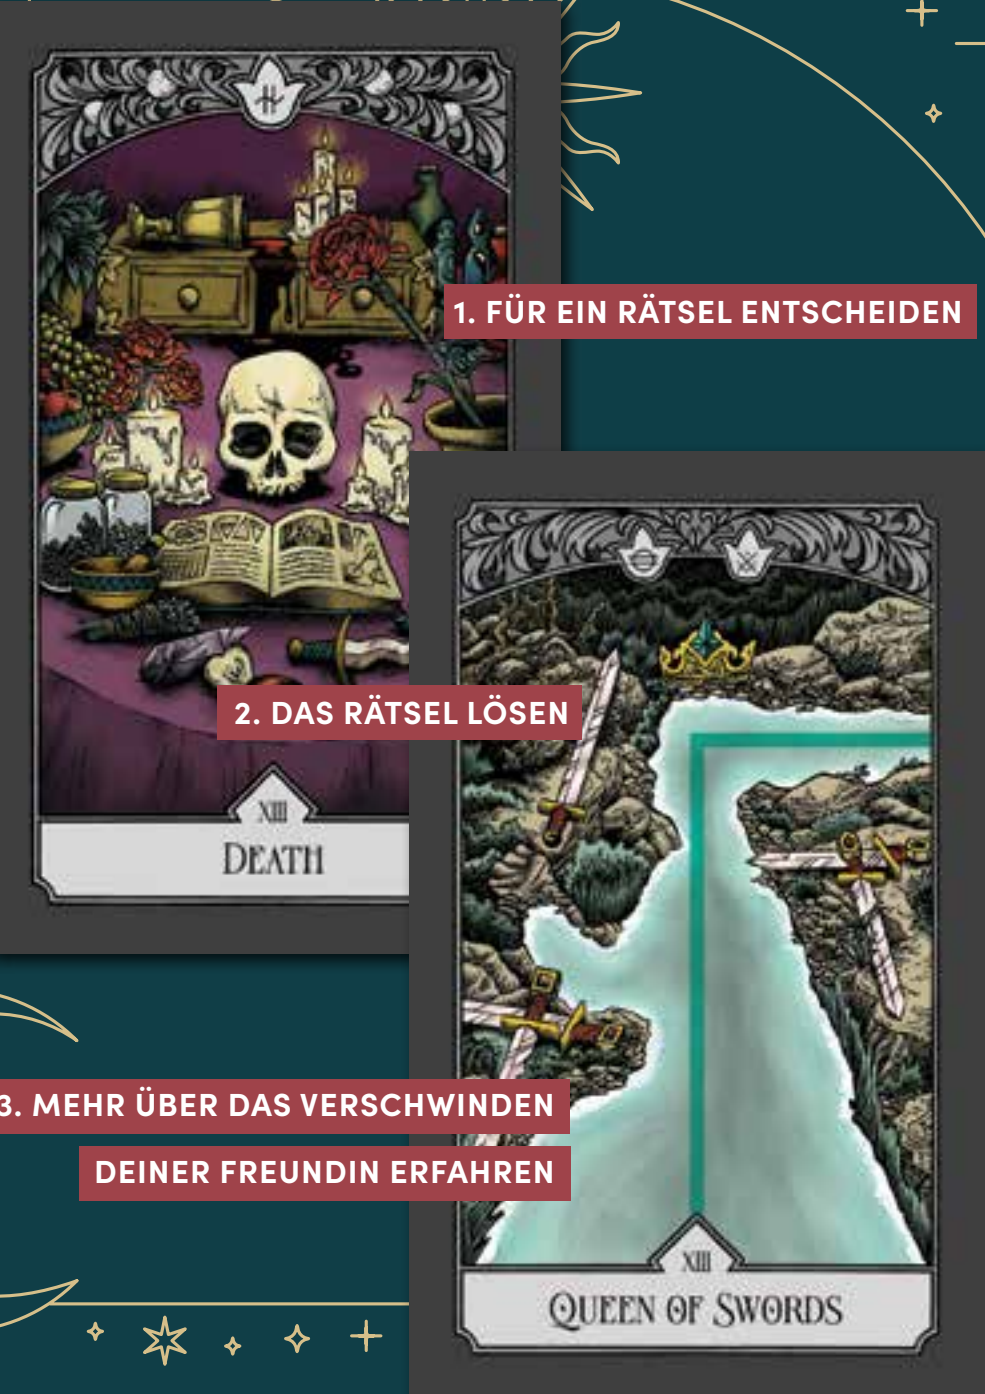 1. FÜR EIN RÄTSEL ENTSCHEIDEN
2. DAS RÄTSEL LÖSEN
XIII
DEATH
3. MEHR ÜBER DAS VERSCHWINDEN
DEINER FREUNDIN ERFAHREN
XIII
QUEEN OF SWORDS